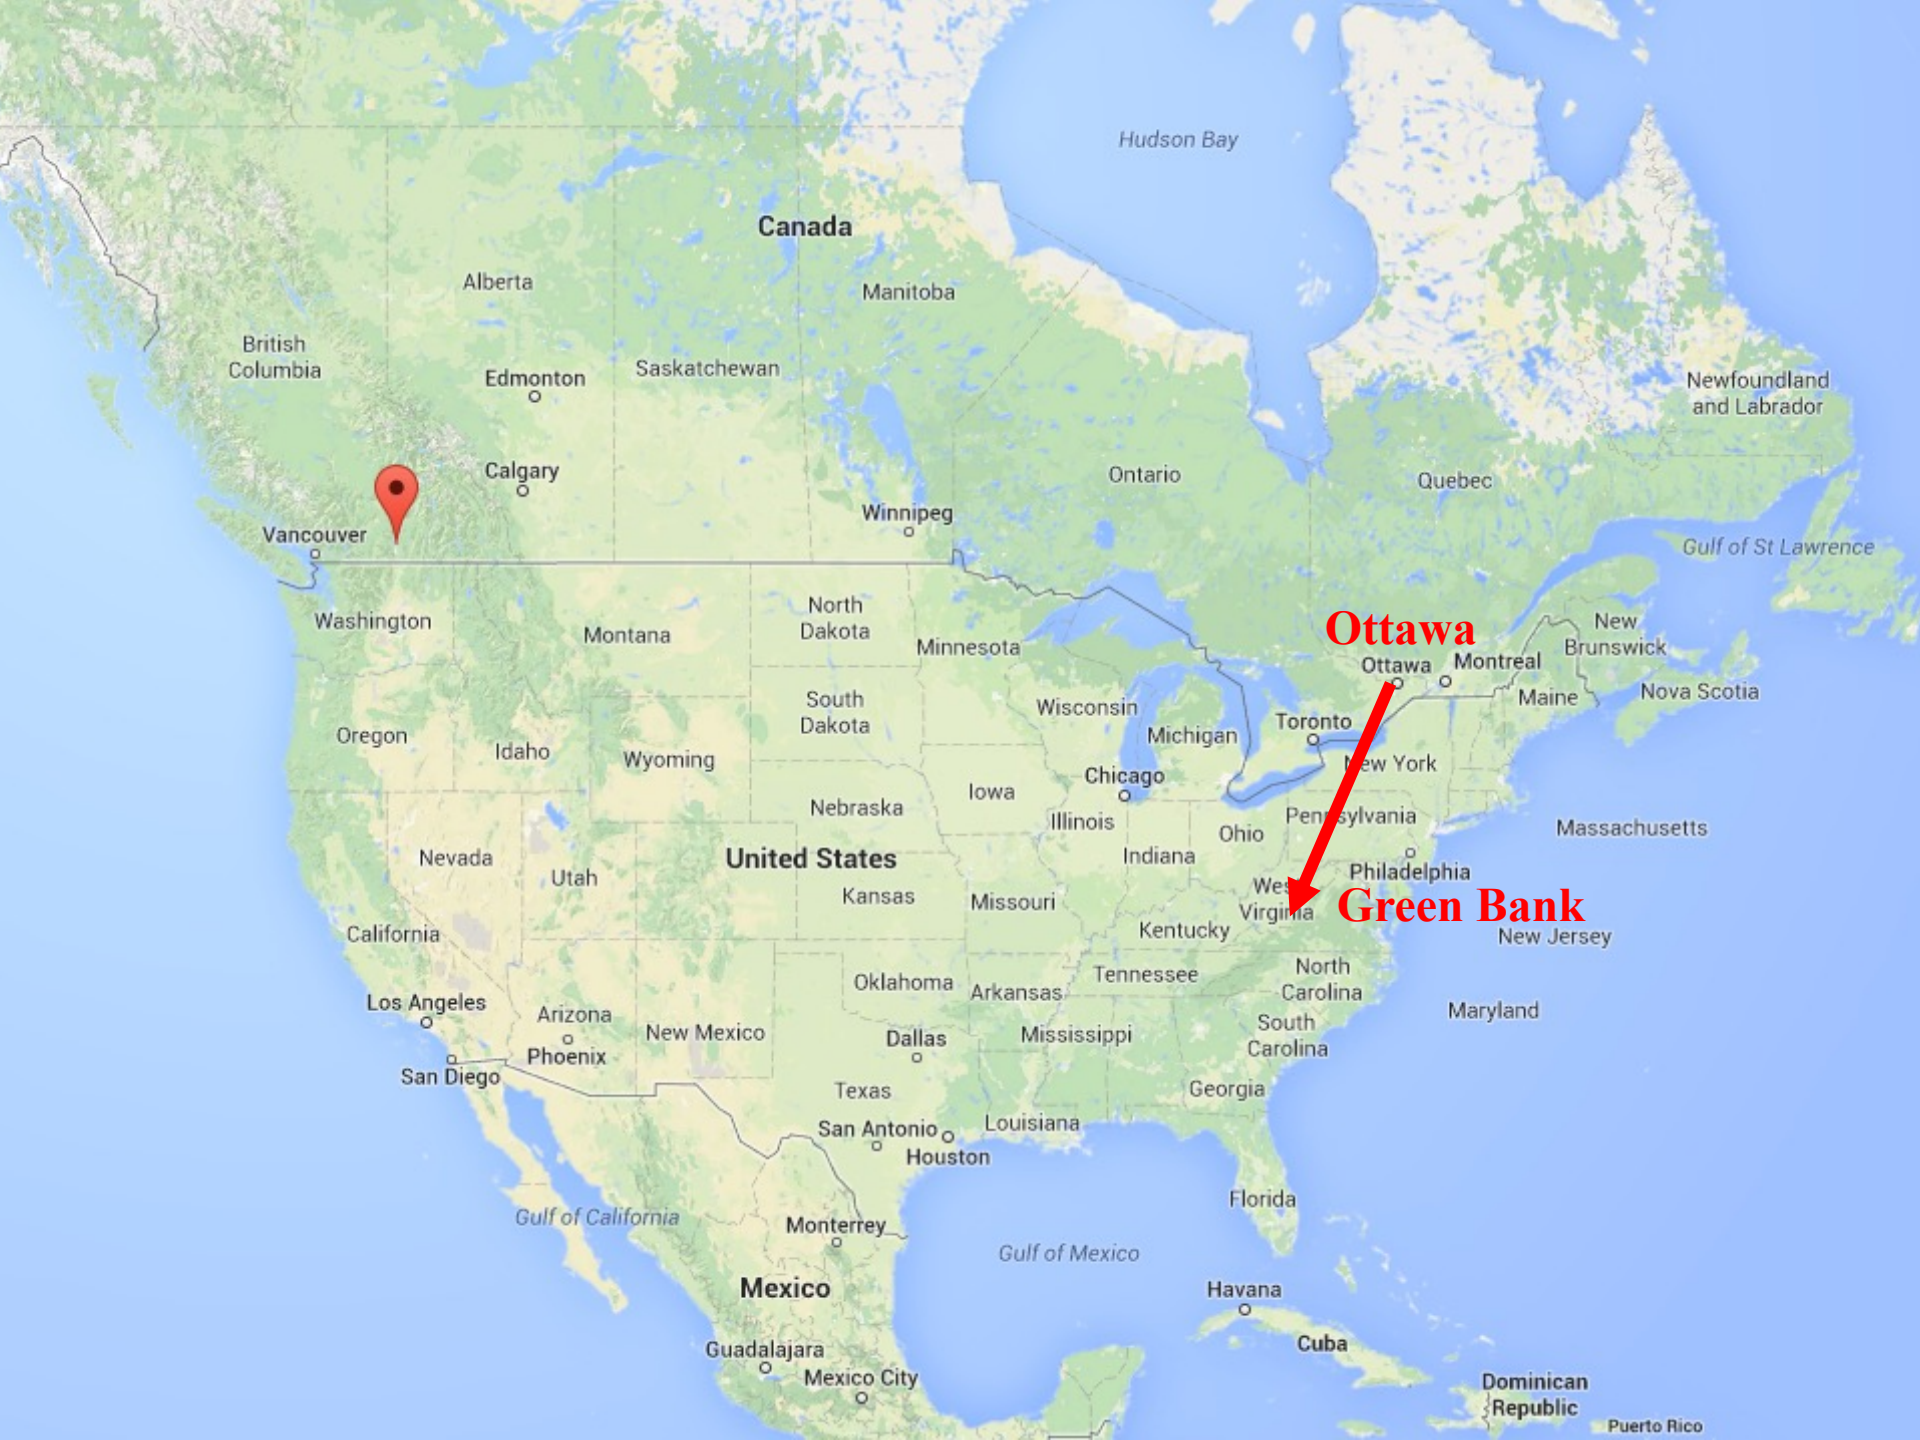 Hudson Bay
Canada
Alberta
Manitoba
British
Columbia
Saskatchewan
Edmonton
Newfoundland
and Labrador
Calgary
Ontario
Quebec
Winnipeg
Vancouver
Gulf of St Lawrence
Washington
North
Dakota
Montana
Minnesota
Ottawa
New
Brunswick
Ottawa
Montreal
Nova Scotia
Maine
South
Dakota
Wisconsin
Toronto
Michigan
Oregon
Idaho
Wyoming
New York
Chicago
Iowa
Nebraska
Illinois
Pennsylvania
Ohio
Massachusetts
Nevada
United States
Indiana
Utah
Philadelphia
Kansas
Missouri
West
Virginia
Green Bank
Kentucky
New Jersey
California
North
Carolina
Tennessee
Oklahoma
Arkansas
Los Angeles
Arizona
Maryland
New Mexico
Dallas
Mississippi
South
Carolina
Phoenix
San Diego
Texas
Georgia
San Antonio
Louisiana
Houston
Florida
Gulf of California
Monterrey
Gulf of Mexico
Mexico
Havana
Cuba
Guadalajara
Mexico City
Dominican
Republic
Puerto Rico